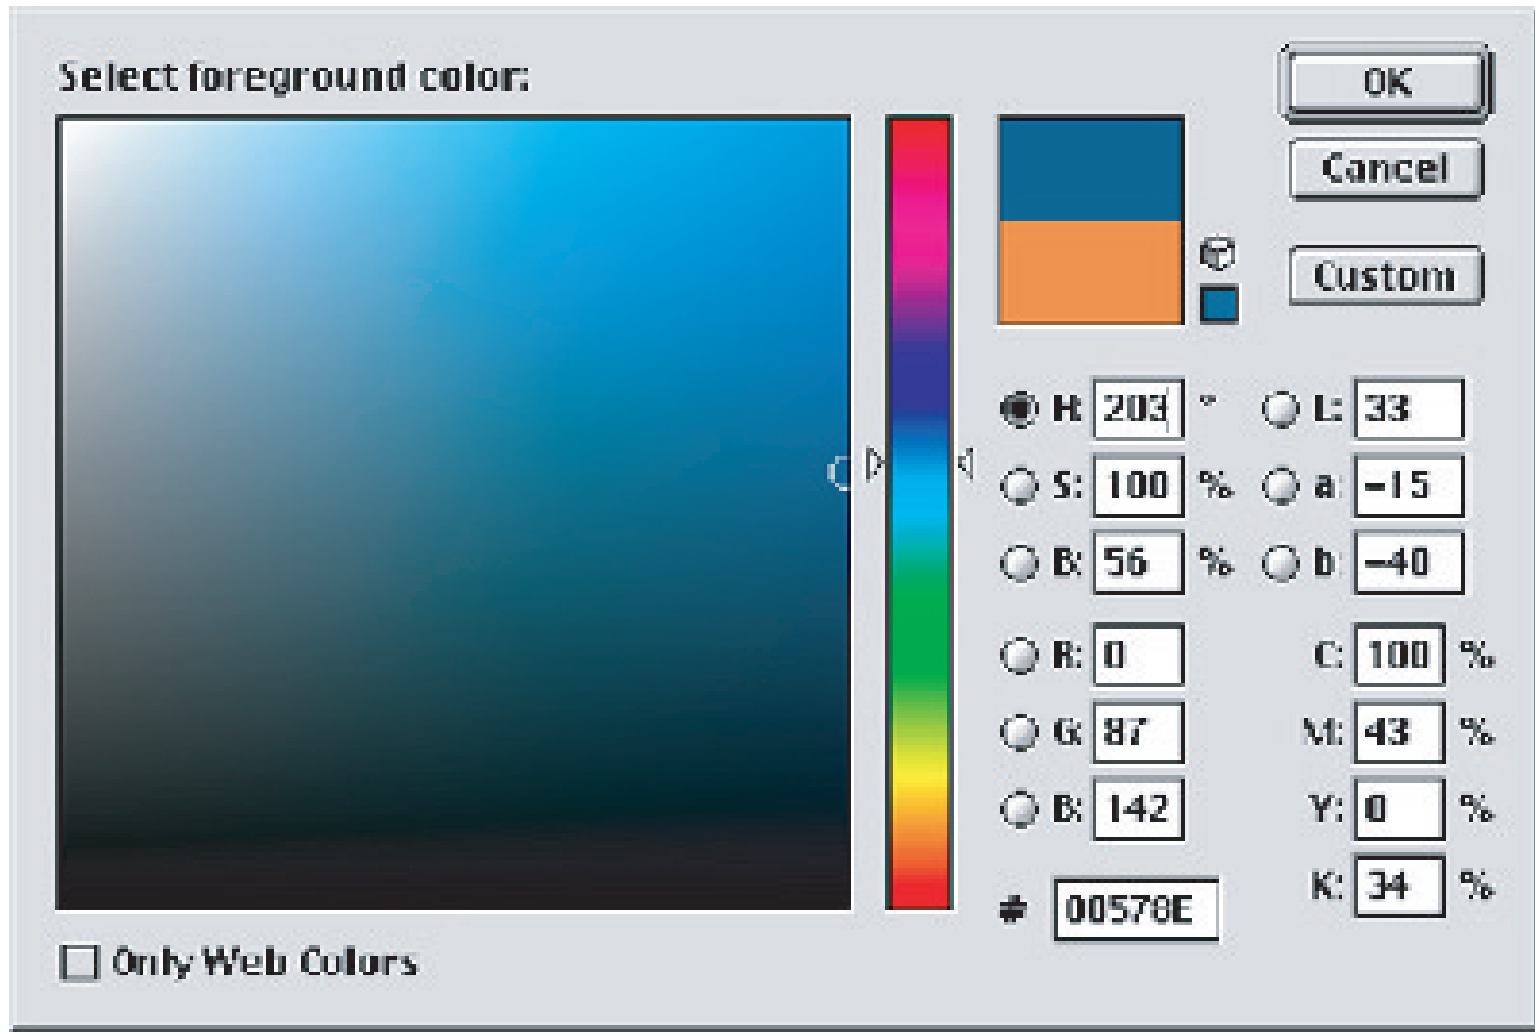 Select foreground color:
OK
Cancel
Custom
H: 203 ° L: 33
S: 100 % a: -15
B: 56 % b: -40
R: 0 C: 100 %
G: 87 M: 43 %
B: 142 Y: 0 %
# 00578E K: 34 %
Only Web Colors